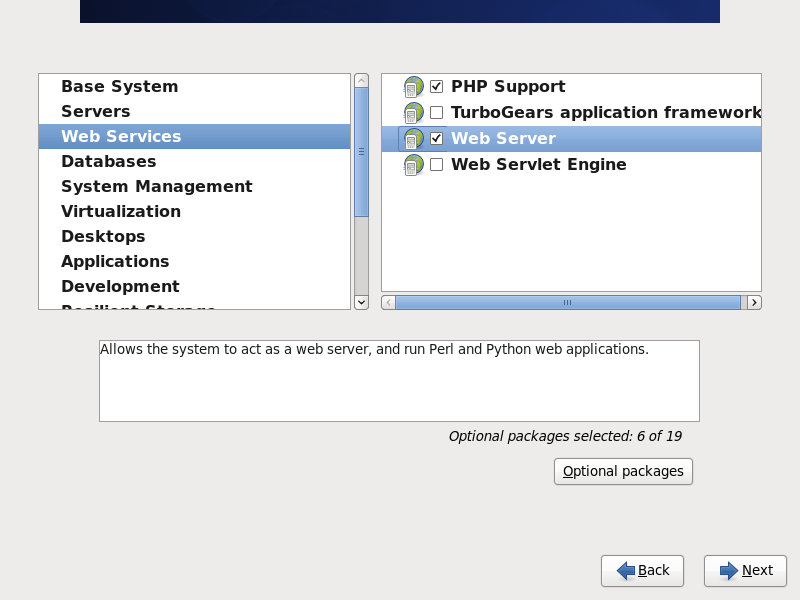 Base System
Servers
Web Services
Databases
System Management
Virtualization
Desktops
Applications
Development
Resilient Storage
PHP Support
TurboGears application framework
Web Server
Web Servlet Engine
Allows the system to act as a web server, and run Perl and Python web applications.
Optional packages selected: 6 of 19
Optional packages
Back
Next